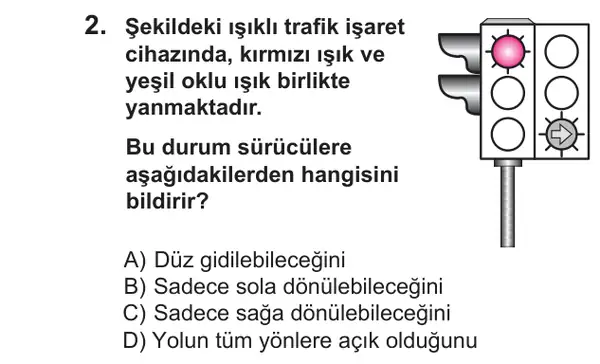 2. Şekildeki ışıklı trafik işaret
cihazında, kırmızı ışık ve
yeşil oklu ışık birlikte
yanmaktadır.
Bu durum sürücülere
aşağıdakilerden hangisini
bildirir?
A) Düz gidilebileceğini
B) Sadece sola dönülebileceğini
C) Sadece sağa dönülebileceğini
D) Yolun tüm yönlere açık olduğunu